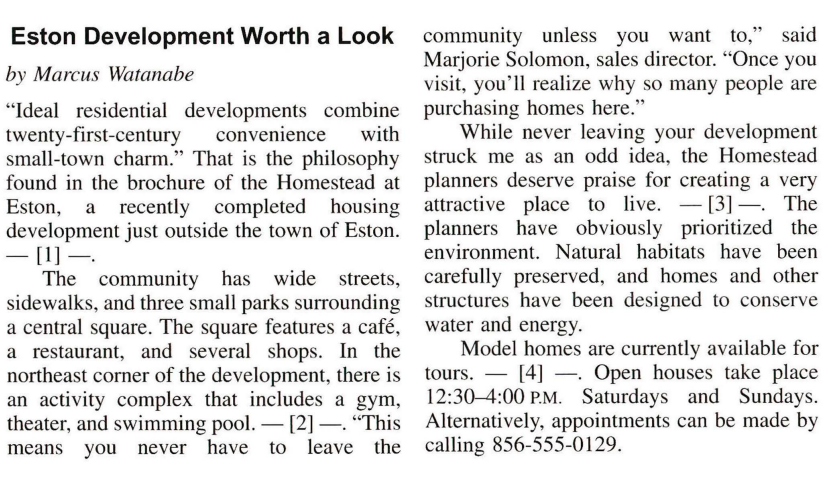 Eston Development Worth a Look
by Marcus Watanabe
“Ideal residential developments combine
twenty-first-century convenience with
small-town charm.” That is the philosophy
found in the brochure of the Homestead at
Eston, a recently completed housing
development just outside the town of Eston.
— [1] —.
The community has wide streets,
sidewalks, and three small parks surrounding
a central square. The square features a café,
a restaurant, and several shops. In the
northeast corner of the development, there is
an activity complex that includes a gym,
theater, and swimming pool. — [2] —. “This
means you never have to leave the
community unless you want to,” said
Marjorie Solomon, sales director. “Once you
visit, you’ll realize why so many people are
purchasing homes here.”
While never leaving your development
struck me as an odd idea, the Homestead
planners deserve praise for creating a very
attractive place to live. — [3] —. The
planners have obviously prioritized the
environment. Natural habitats have been
carefully preserved, and homes and other
structures have been designed to conserve
water and energy.
Model homes are currently available for
tours. — [4] —. Open houses take place
12:30–4:00 P.M. Saturdays and Sundays.
Alternatively, appointments can be made by
calling 856-555-0129.